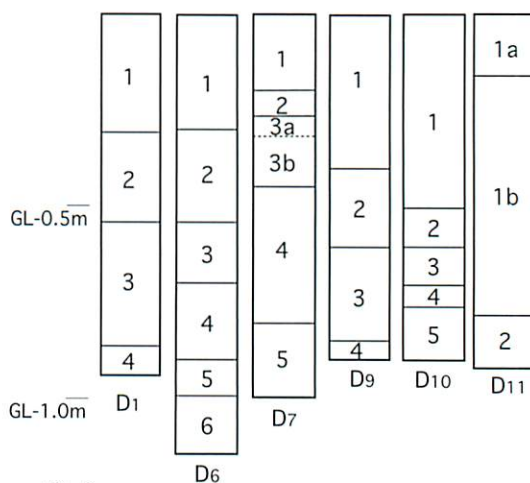 1 1 1 1 1 1a
2 2 2 2 2 1b
3 3 3a 3 3 2
4 4 3b 4 4
5 4 5
6 5
GL-0.5m
GL-1.0m
D1 D6 D7 D9 D10 D11